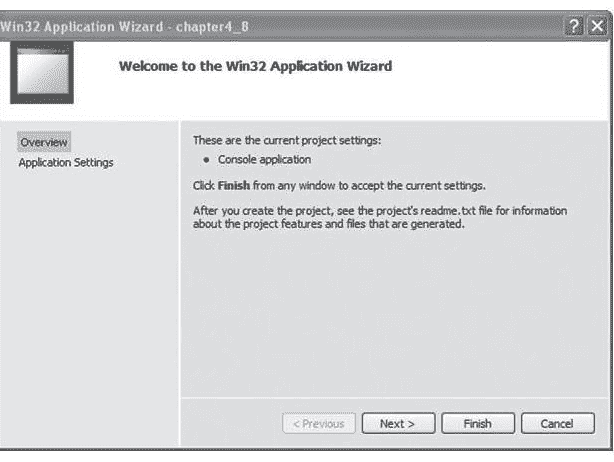 Win32 Application Wizard - chapter4_8
Welcome to the Win32 Application Wizard
Overview
Application Settings
These are the current project settings:
• Console application
Click Finish from any window to accept the current settings.
After you create the project, see the project's readme.txt file for information
about the project features and files that are generated.
< Previous
Next >
Finish
Cancel